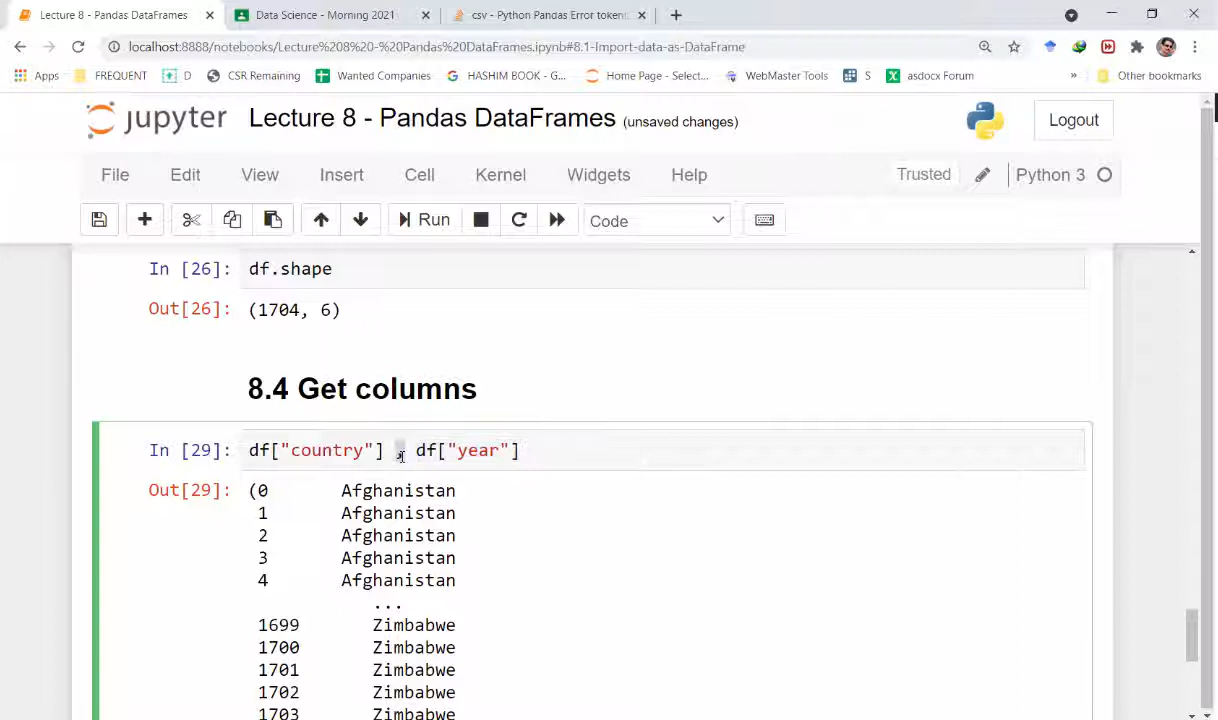 Lecture 8 - Pandas DataFrames
Data Science - Morning 2021
csv - Python Pandas Error tokeni
localhost:8888/notebooks/Lecture%208%20-%20Pandas%20DataFrames.ipynb#8.1-Import-data-as-DataFrame
Apps
FREQUENT
D
CSR Remaining
Wanted Companies
HASHIM BOOK - G...
Home Page - Select...
WebMaster Tools
S
asdocx Forum
»
Other bookmarks
jupyter
Lecture 8 - Pandas DataFrames (unsaved changes)
Logout
File
Edit
View
Insert
Cell
Kernel
Widgets
Help
Trusted
Python 3
Run
Code
In [26]: df.shape
Out[26]: (1704, 6)
8.4 Get columns
In [29]: df["country"] , df["year"]
Out[29]: (0 Afghanistan
1 Afghanistan
2 Afghanistan
3 Afghanistan
4 Afghanistan
...
1699 Zimbabwe
1700 Zimbabwe
1701 Zimbabwe
1702 Zimbabwe
1703 Zimbabwe